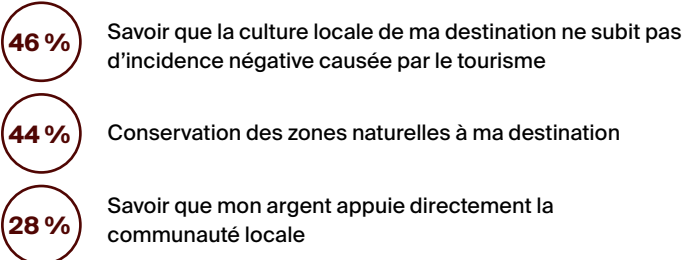 46 %
Savoir que la culture locale de ma destination ne subit pas
d’incidence négative causée par le tourisme
44 %
Conservation des zones naturelles à ma destination
28 %
Savoir que mon argent appuie directement la
communauté locale